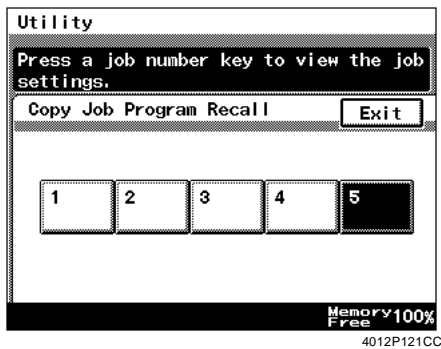 Utility
Press a job number key to view the job
settings.
Copy Job Program Recall Exit
1 2 3 4 5
Memory Free 100%
4012P121CC